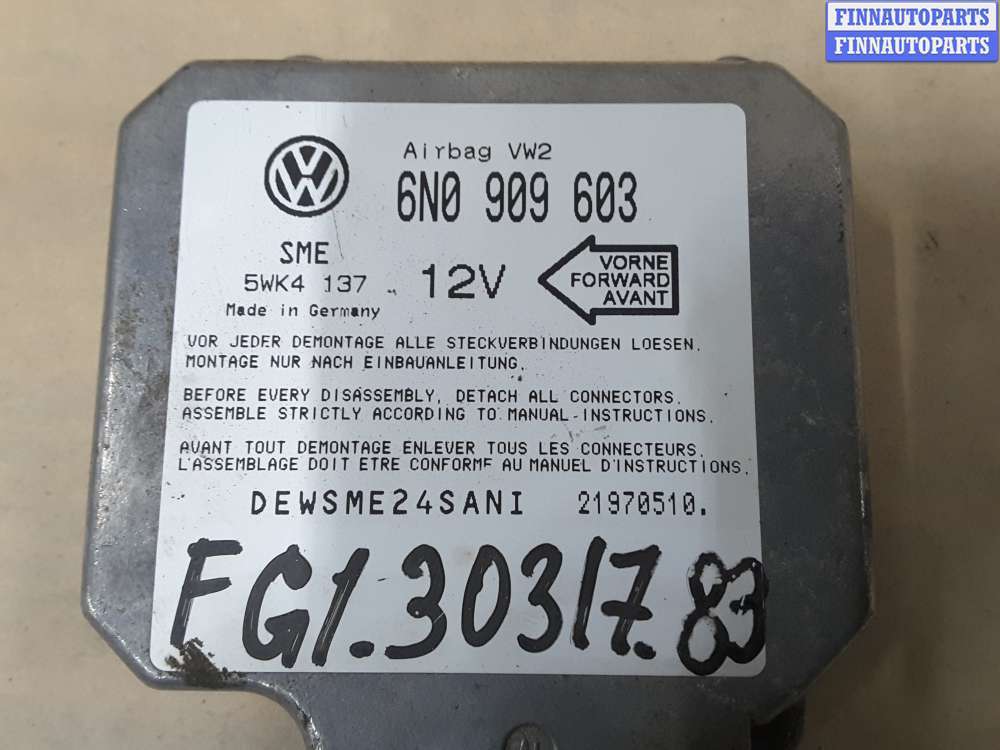 FINNAUTOPARTS
FINNAUTOPARTS
Airbag VW2
6N0 909 603
SME
5WK4 137
12V
VORNE
FORWARD
AVANT
Made in Germany
VOR JEDER DEMONTAGE ALLE STECKVERBINDUNGEN LOESEN.
MONTAGE NUR NACH EINBAUANLEITUNG.
BEFORE EVERY DISASSEMBLY, DETACH ALL CONNECTORS.
ASSEMBLE STRICTLY ACCORDING TO MANUAL-INSTRUCTIONS.
AVANT TOUT DEMONTAGE ENLEVER TOUS LES CONNECTEURS.
L'ASSEMBLAGE DOIT ETRE CONFORME AU MANUEL D'INSTRUCTIONS.
DEWSME24SANI 21970510.
FG1.30317.83